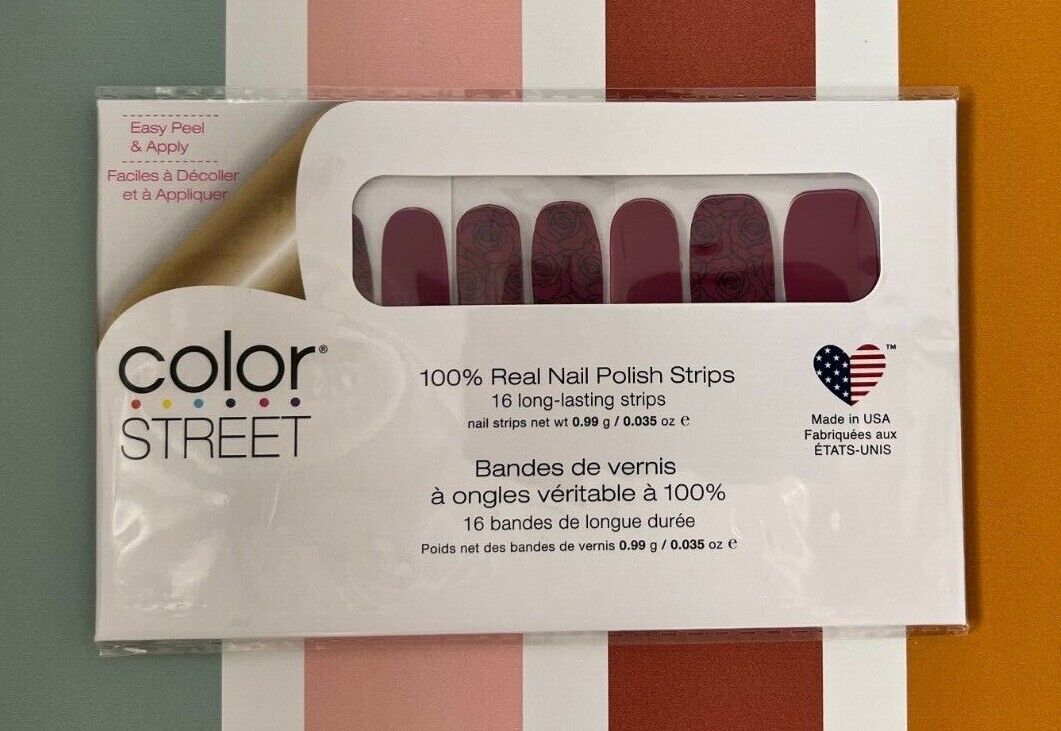 Easy Peel
& Apply
Faciles à Décoller
et à Appliquer
color®
STREET
100% Real Nail Polish Strips
16 long-lasting strips
nail strips net wt 0.99 g / 0.035 oz ℮
Bandes de vernis
à ongles véritable à 100%
16 bandes de longue durée
Poids net des bandes de vernis 0.99 g / 0.035 oz ℮
™
Made in USA
Fabriquées aux
ÉTATS-UNIS